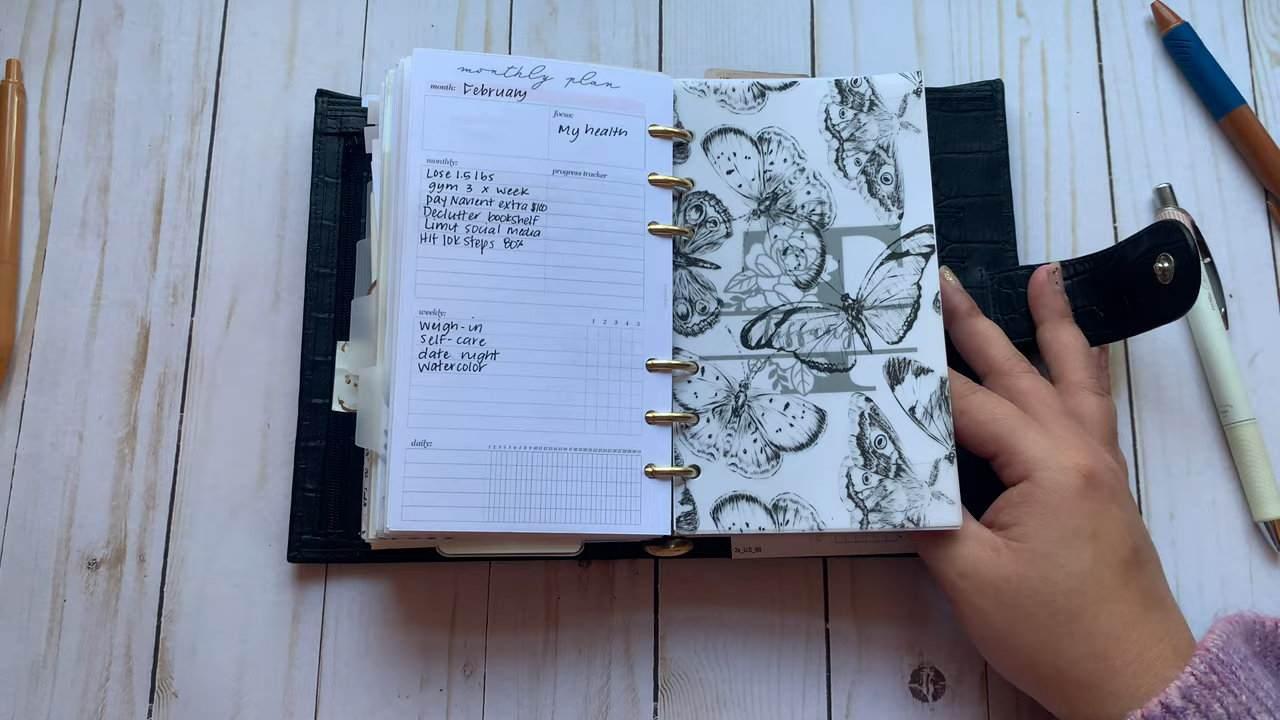 monthly plan
month: February
focus:
My health
monthly:
progress tracker
Lose 15 lbs
gym 3 x week
pay Navient extra $100
Declutter bookshelf
Limit social media
Hit 10k steps 80%
weekly:
1 2 3 4 5
weigh-in
self-care
date night
watercolor
daily:
2x_US_60